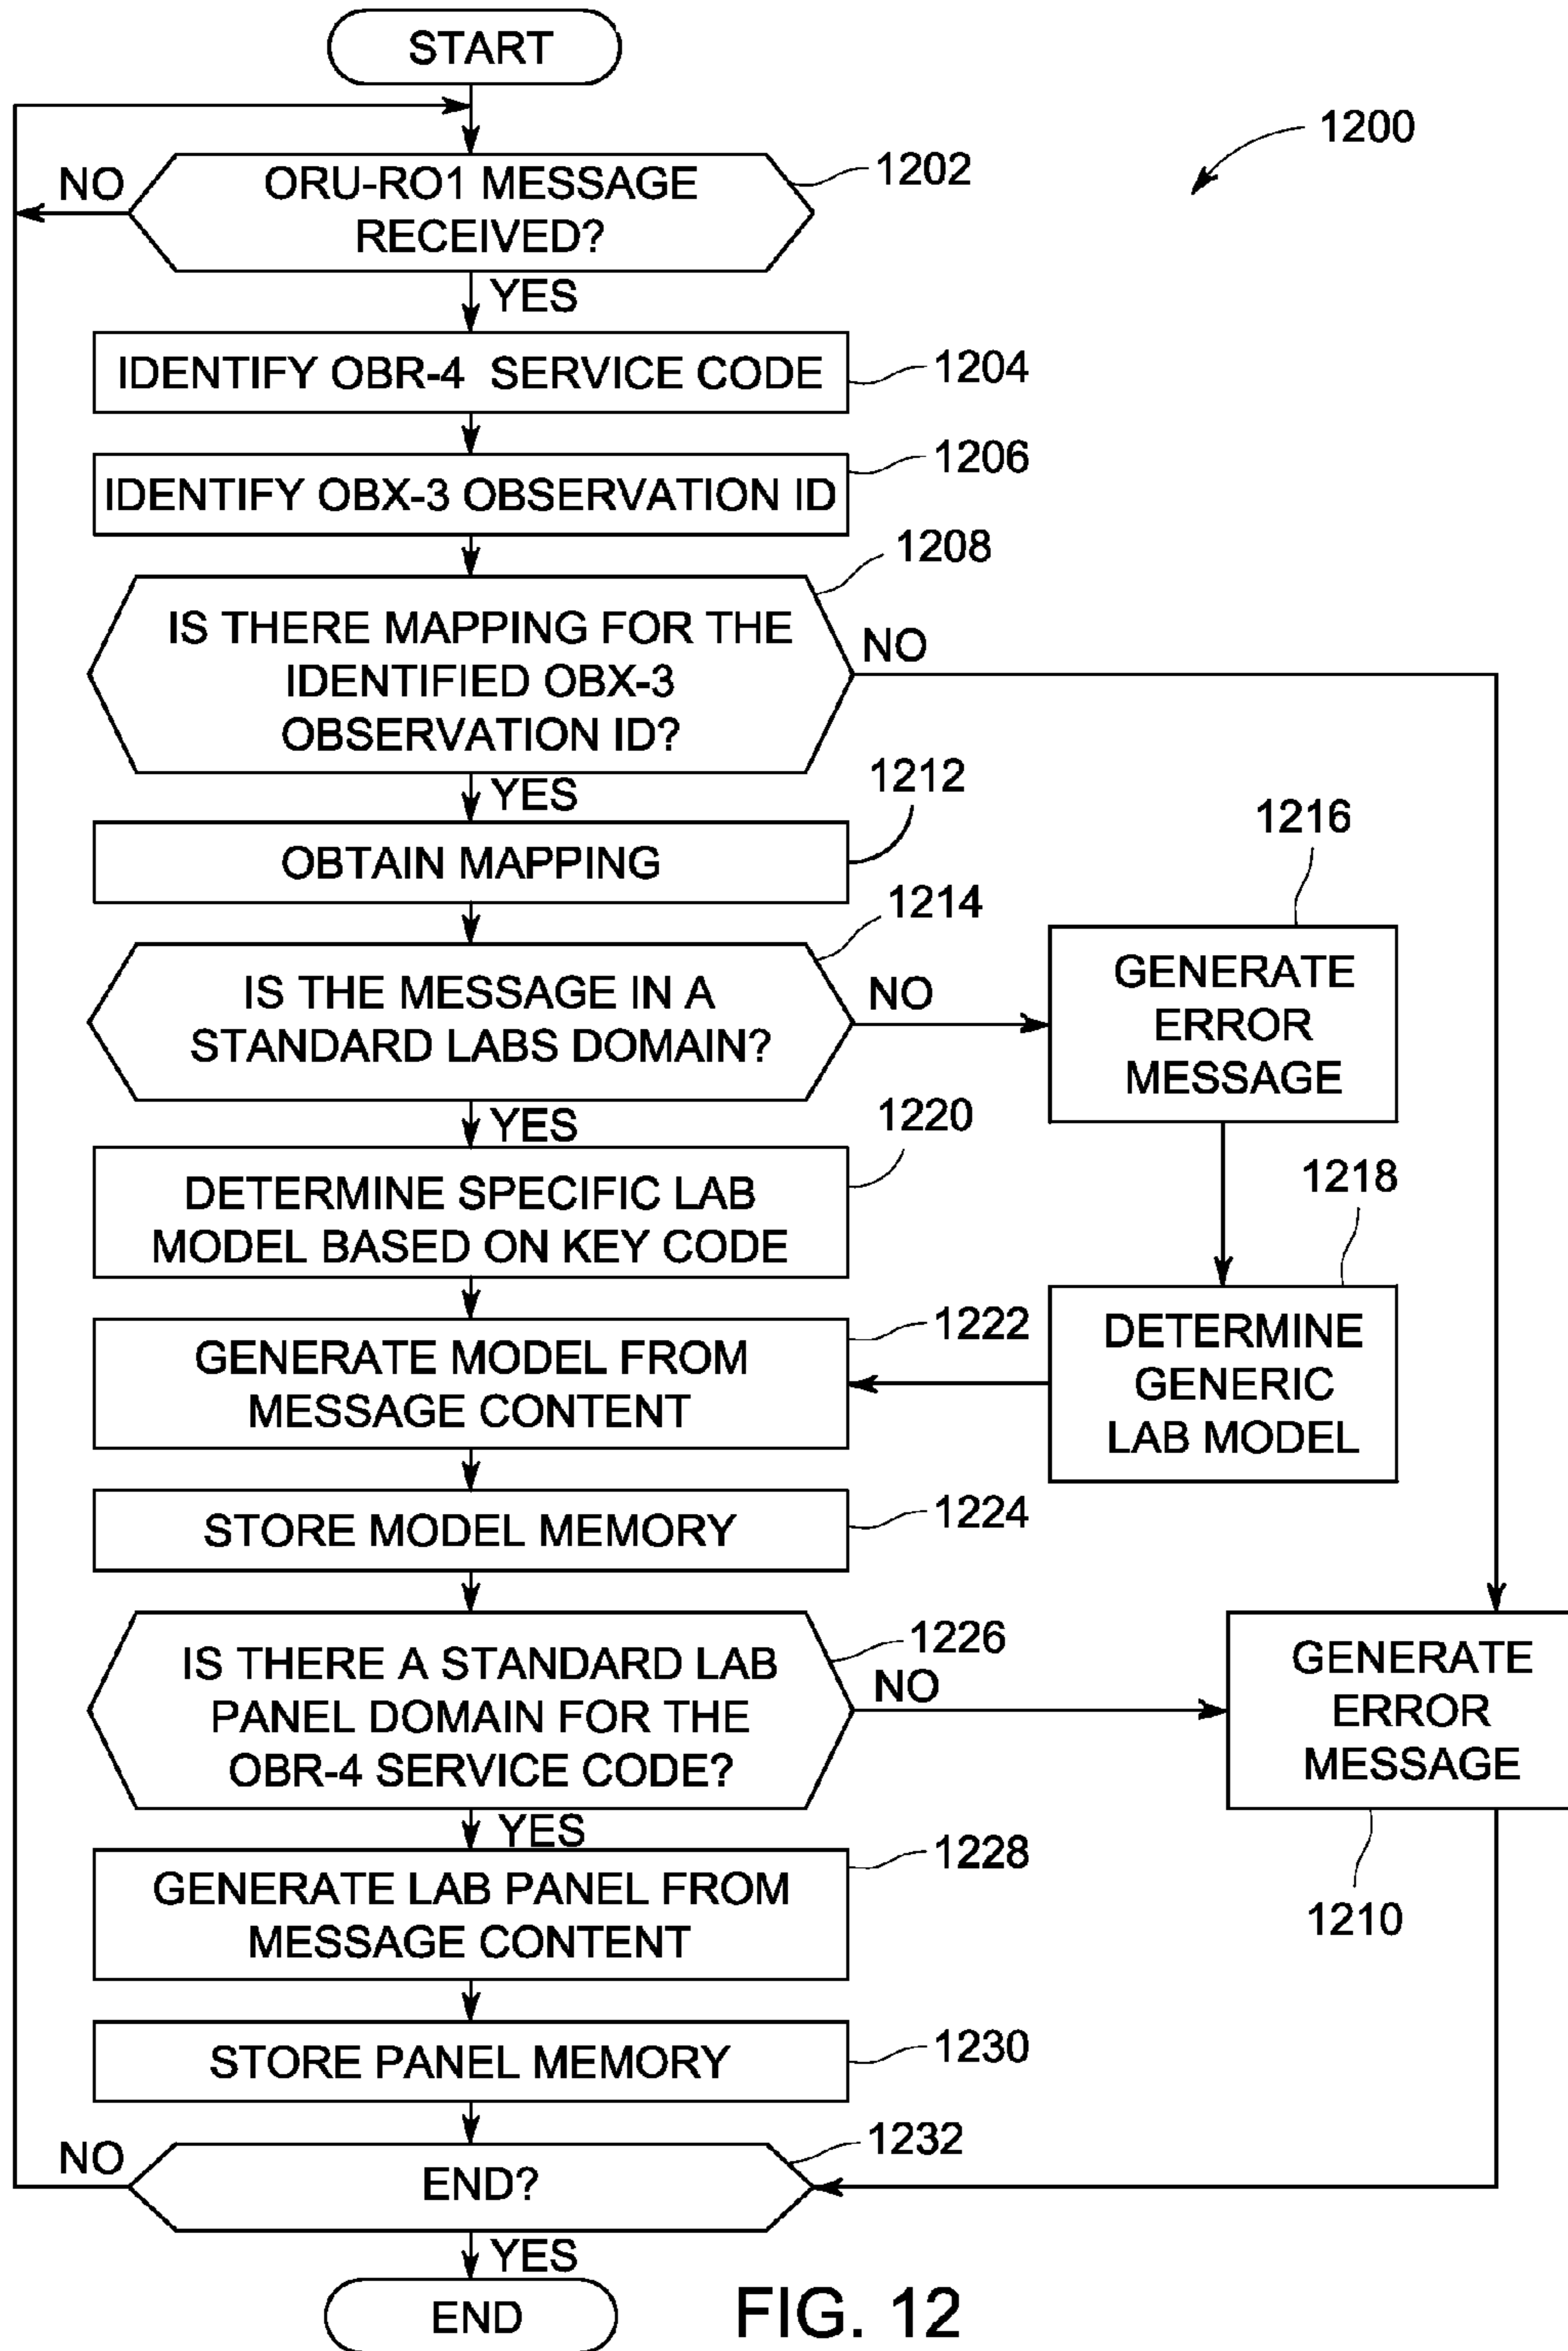 START
1200
NO
ORU-RO1 MESSAGE
RECEIVED?
1202
YES
IDENTIFY OBR-4 SERVICE CODE
1204
IDENTIFY OBX-3 OBSERVATION ID
1206
1208
IS THERE MAPPING FOR THE
IDENTIFIED OBX-3
OBSERVATION ID?
NO
YES
1212
OBTAIN MAPPING
1214
IS THE MESSAGE IN A
STANDARD LABS DOMAIN?
NO
1216
GENERATE
ERROR
MESSAGE
YES
1220
DETERMINE SPECIFIC LAB
MODEL BASED ON KEY CODE
1218
DETERMINE
GENERIC
LAB MODEL
1222
GENERATE MODEL FROM
MESSAGE CONTENT
STORE MODEL MEMORY
1224
IS THERE A STANDARD LAB
PANEL DOMAIN FOR THE
OBR-4 SERVICE CODE?
1226
NO
GENERATE
ERROR
MESSAGE
1210
YES
GENERATE LAB PANEL FROM
MESSAGE CONTENT
1228
STORE PANEL MEMORY
1230
1232
NO
END?
YES
END
FIG. 12